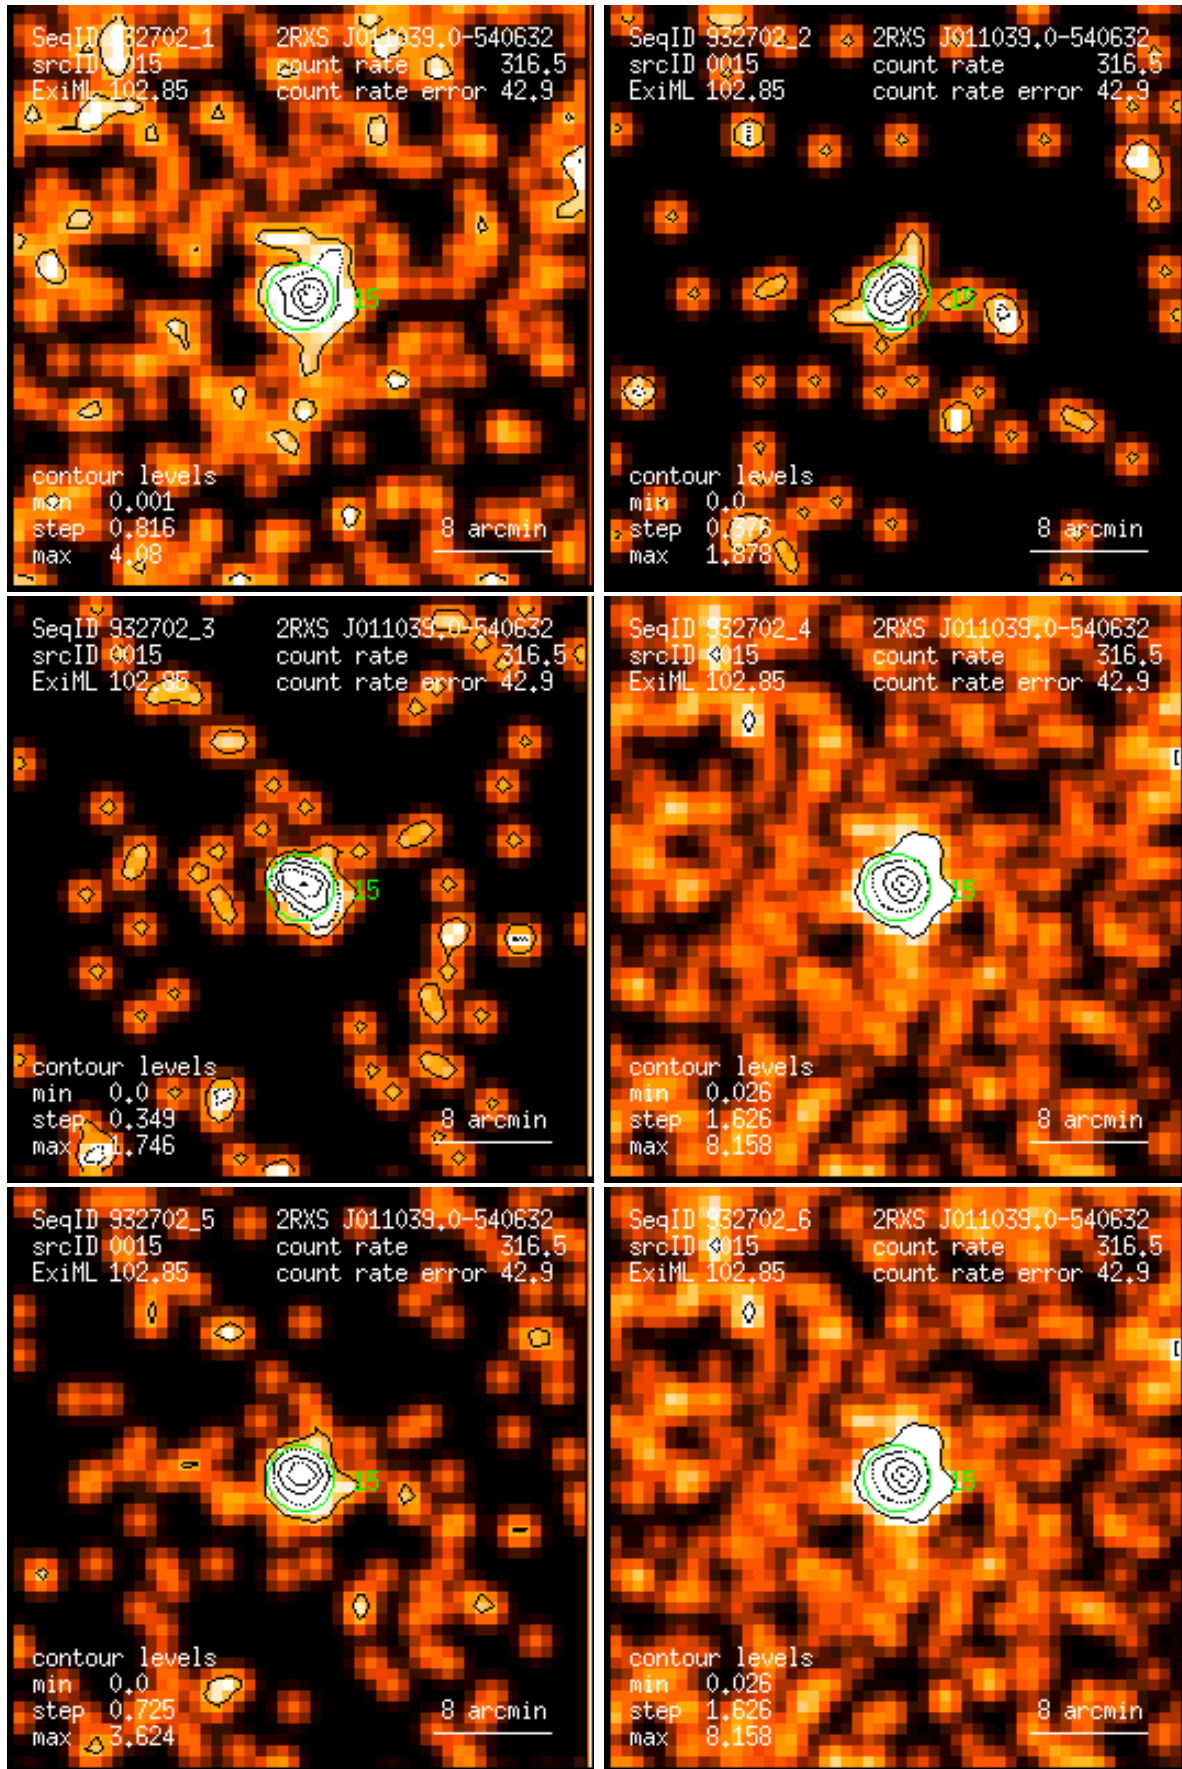 SeqID 932702_1 2RXS J011039.0-540632
srcID 0015 count rate 316.5
ExiML 102.85 count rate error 42.9
15
contour levels
min 0.001
step 0.816
max 4.08
8 arcmin
SeqID 932702_2 2RXS J011039.0-540632
srcID 0015 count rate 316.5
ExiML 102.85 count rate error 42.9
15
contour levels
min 0.0
step 0.376
max 1.878
8 arcmin
SeqID 932702_3 2RXS J011039.0-540632
srcID 0015 count rate 316.5
ExiML 102.85 count rate error 42.9
15
contour levels
min 0.0
step 0.349
max 1.746
8 arcmin
SeqID 932702_4 2RXS J011039.0-540632
srcID 0015 count rate 316.5
ExiML 102.85 count rate error 42.9
15
contour levels
min 0.026
step 1.626
max 8.158
8 arcmin
SeqID 932702_5 2RXS J011039.0-540632
srcID 0015 count rate 316.5
ExiML 102.85 count rate error 42.9
15
contour levels
min 0.0
step 0.725
max 3.624
8 arcmin
SeqID 932702_6 2RXS J011039.0-540632
srcID 0015 count rate 316.5
ExiML 102.85 count rate error 42.9
15
contour levels
min 0.026
step 1.626
max 8.158
8 arcmin